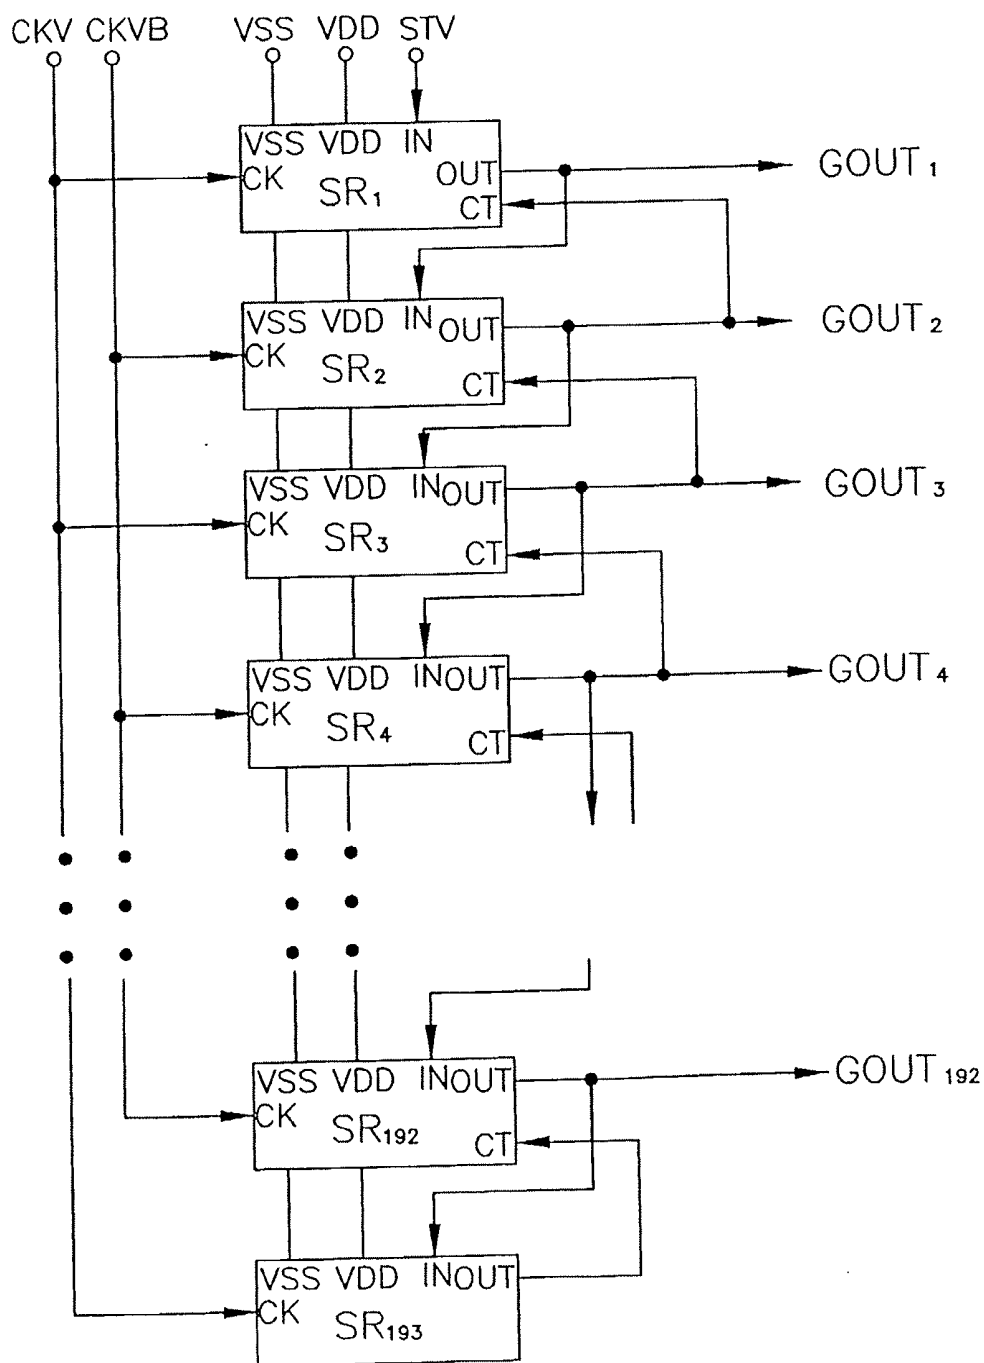 CKV CKVB VSS VDD STV
VSS VDD IN
CK SR1 OUT GOUT1
CT
VSS VDD IN OUT GOUT2
CK SR2
CT
VSS VDD IN OUT GOUT3
CK SR3
CT
VSS VDD IN OUT GOUT4
CK SR4
CT
VSS VDD IN OUT GOUT192
CK SR192
CT
VSS VDD IN OUT
CK SR193